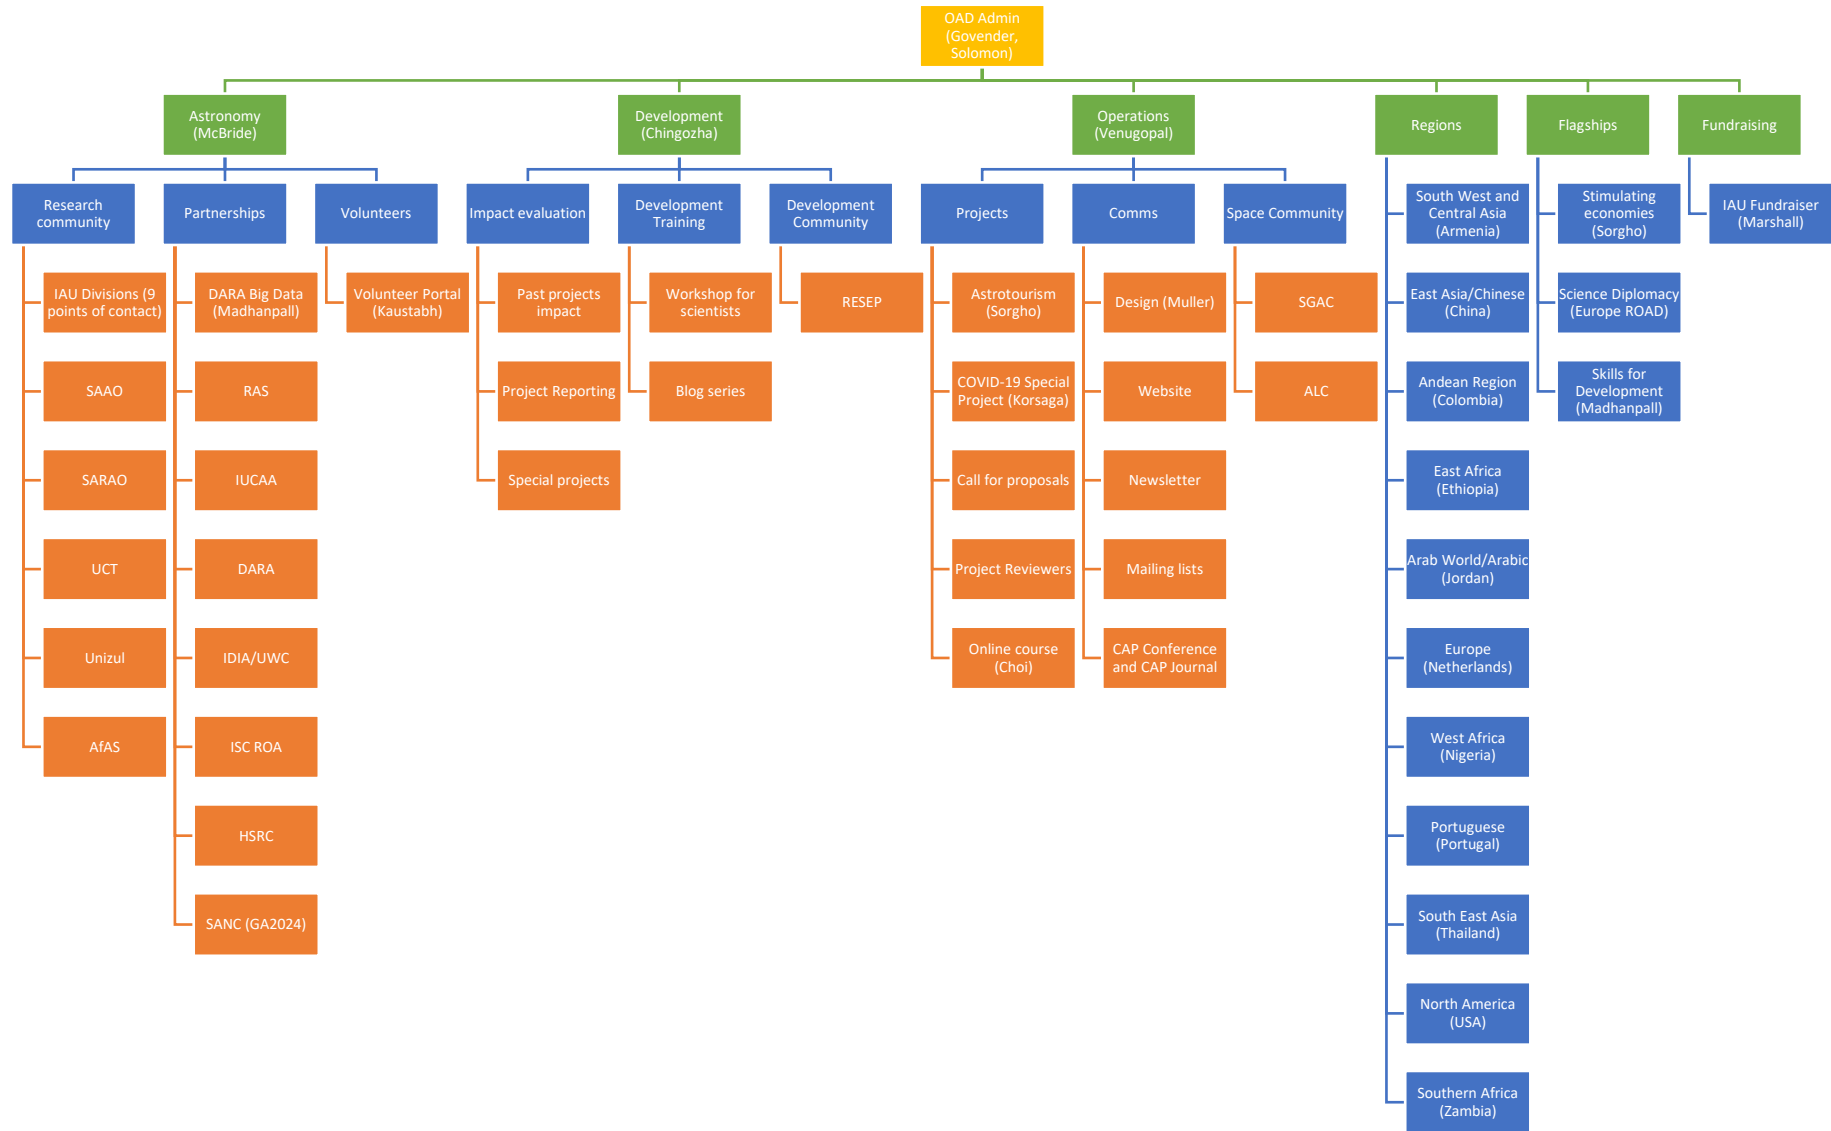 OAD Admin
(Govender,
Solomon)
Astronomy
(McBride)
Development
(Chingozha)
Operations
(Venugopal)
Regions
Flagships
Fundraising
Research
community
Partnerships
Volunteers
Impact evaluation
Development
Training
Development
Community
Projects
Comms
Space Community
South West and
Central Asia
(Armenia)
Stimulating
economies
(Sorgho)
IAU Fundraiser
(Marshall)
IAU Divisions (9
points of contact)
DARA Big Data
(Madhanpall)
Volunteer Portal
(Kaustabh)
Past projects
impact
Workshop for
scientists
RESEP
Astrotourism
(Sorgho)
Design (Muller)
SGAC
East Asia/Chinese
(China)
Science Diplomacy
(Europe ROAD)
SAAO
RAS
Project Reporting
Blog series
COVID-19 Special
Project (Korsaga)
Website
ALC
Andean Region
(Colombia)
Skills for
Development
(Madhanpall)
SARAO
IUCAA
Special projects
Call for proposals
Newsletter
East Africa
(Ethiopia)
UCT
DARA
Project Reviewers
Mailing lists
Arab World/Arabic
(Jordan)
Unizul
IDIA/UWC
Online course
(Choi)
CAP Conference
and CAP Journal
Europe
(Netherlands)
AfAS
ISC ROA
West Africa
(Nigeria)
HSRC
Portuguese
(Portugal)
SANC (GA2024)
South East Asia
(Thailand)
North America
(USA)
Southern Africa
(Zambia)